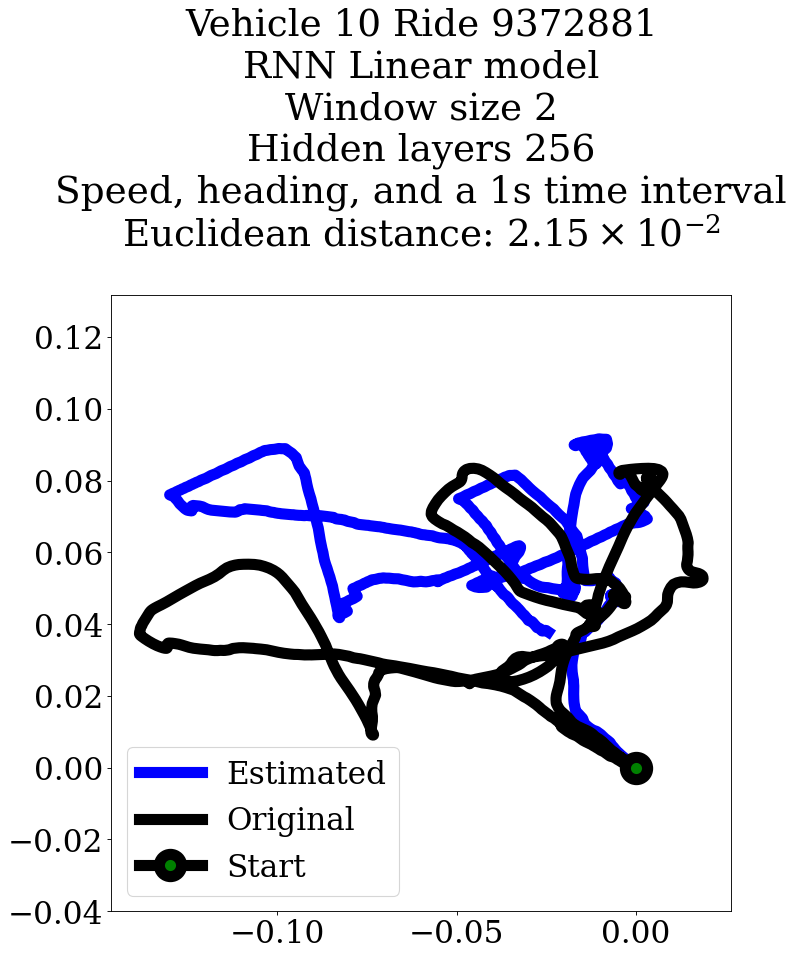 Vehicle 10 Ride 9372881
RNN Linear model
Window size 2
Hidden layers 256
Speed, heading, and a 1s time interval
Euclidean distance: 2.15 × 10⁻²
0.12
0.10
0.08
0.06
0.04
0.02
0.00
−0.02
−0.04
Estimated
Original
Start
−0.10 −0.05 0.00